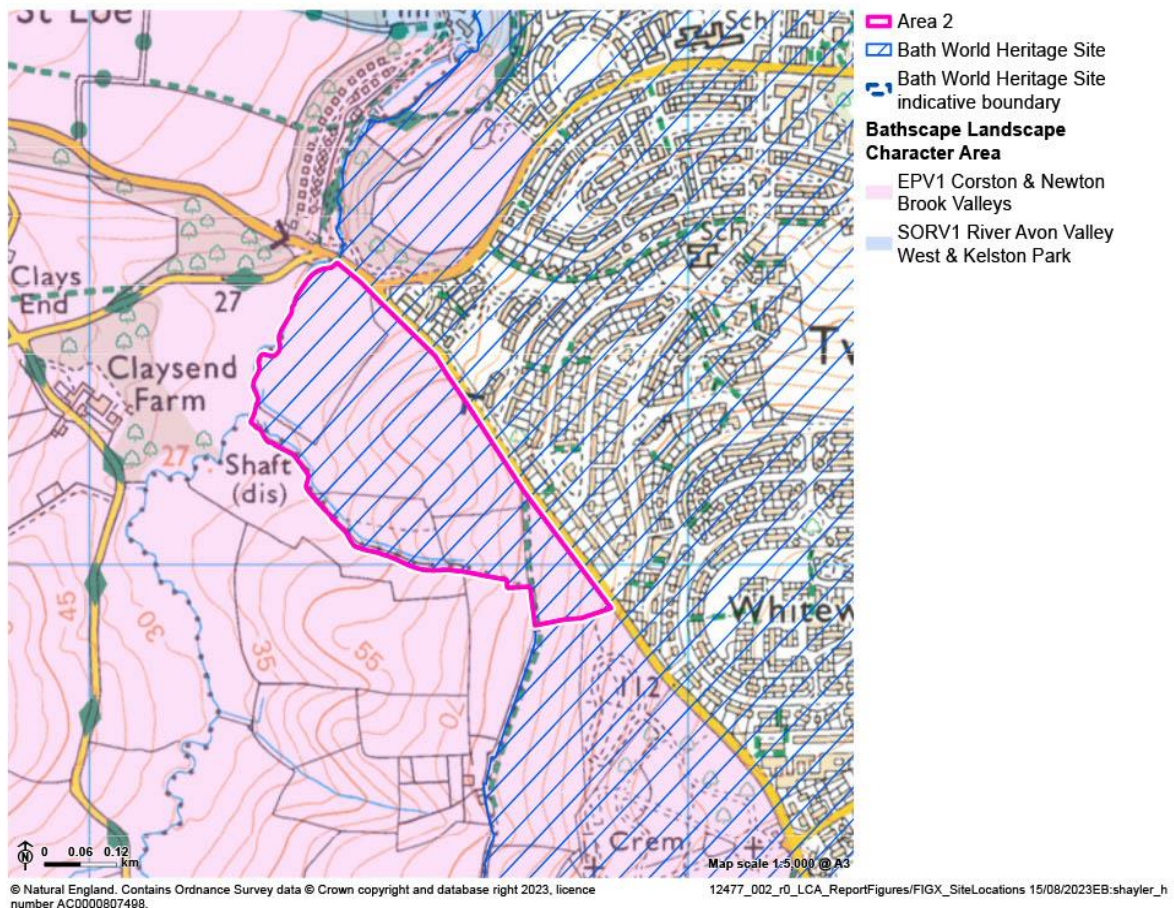 St Loe
Sch
Area 2
Bath World Heritage Site
Bath World Heritage Site
indicative boundary
Bathscape Landscape
Character Area
EPV1 Corston & Newton
Brook Valleys
SORV1 River Avon Valley
West & Kelston Park
Sch
Clays
End
27
Claysend
Farm
27
Shaft
(dis)
45
30
35
55
70
Whitew
112
Crem
N
0 0.06 0.12
km
Map scale 1:5,000 @ A3
© Natural England. Contains Ordnance Survey data © Crown copyright and database right 2023, licence
number AC0000807498.
12477_002_r0_LCA_ReportFigures/FIGX_SiteLocations 15/08/2023EB:shayler_h